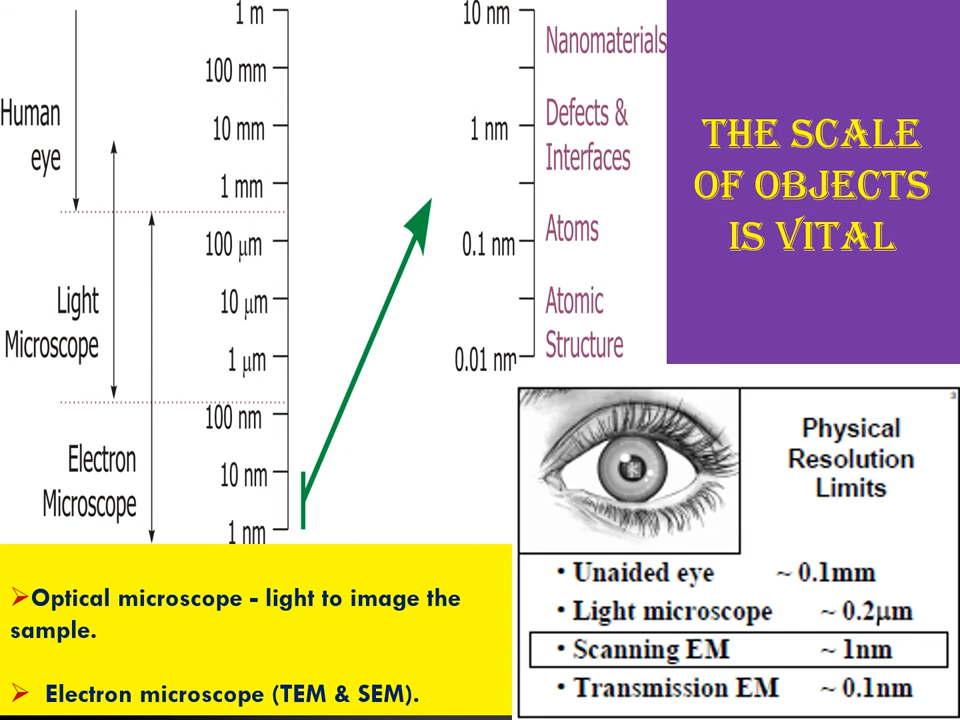 1 m
100 mm
10 mm
1 mm
100 μm
10 μm
1 μm
100 nm
10 nm
1 nm
Human
eye
Light
Microscope
Electron
Microscope
10 nm
1 nm
0.1 nm
0.01 nm
Nanomaterials
Defects &
Interfaces
Atoms
Atomic
Structure
THE SCALE
OF OBJECTS
IS VITAL
3
Physical
Resolution
Limits
• Unaided eye ~ 0.1mm
• Light microscope ~ 0.2μm
• Scanning EM ~ 1nm
• Transmission EM ~ 0.1nm
➢Optical microscope - light to image the
sample.
➢ Electron microscope (TEM & SEM).